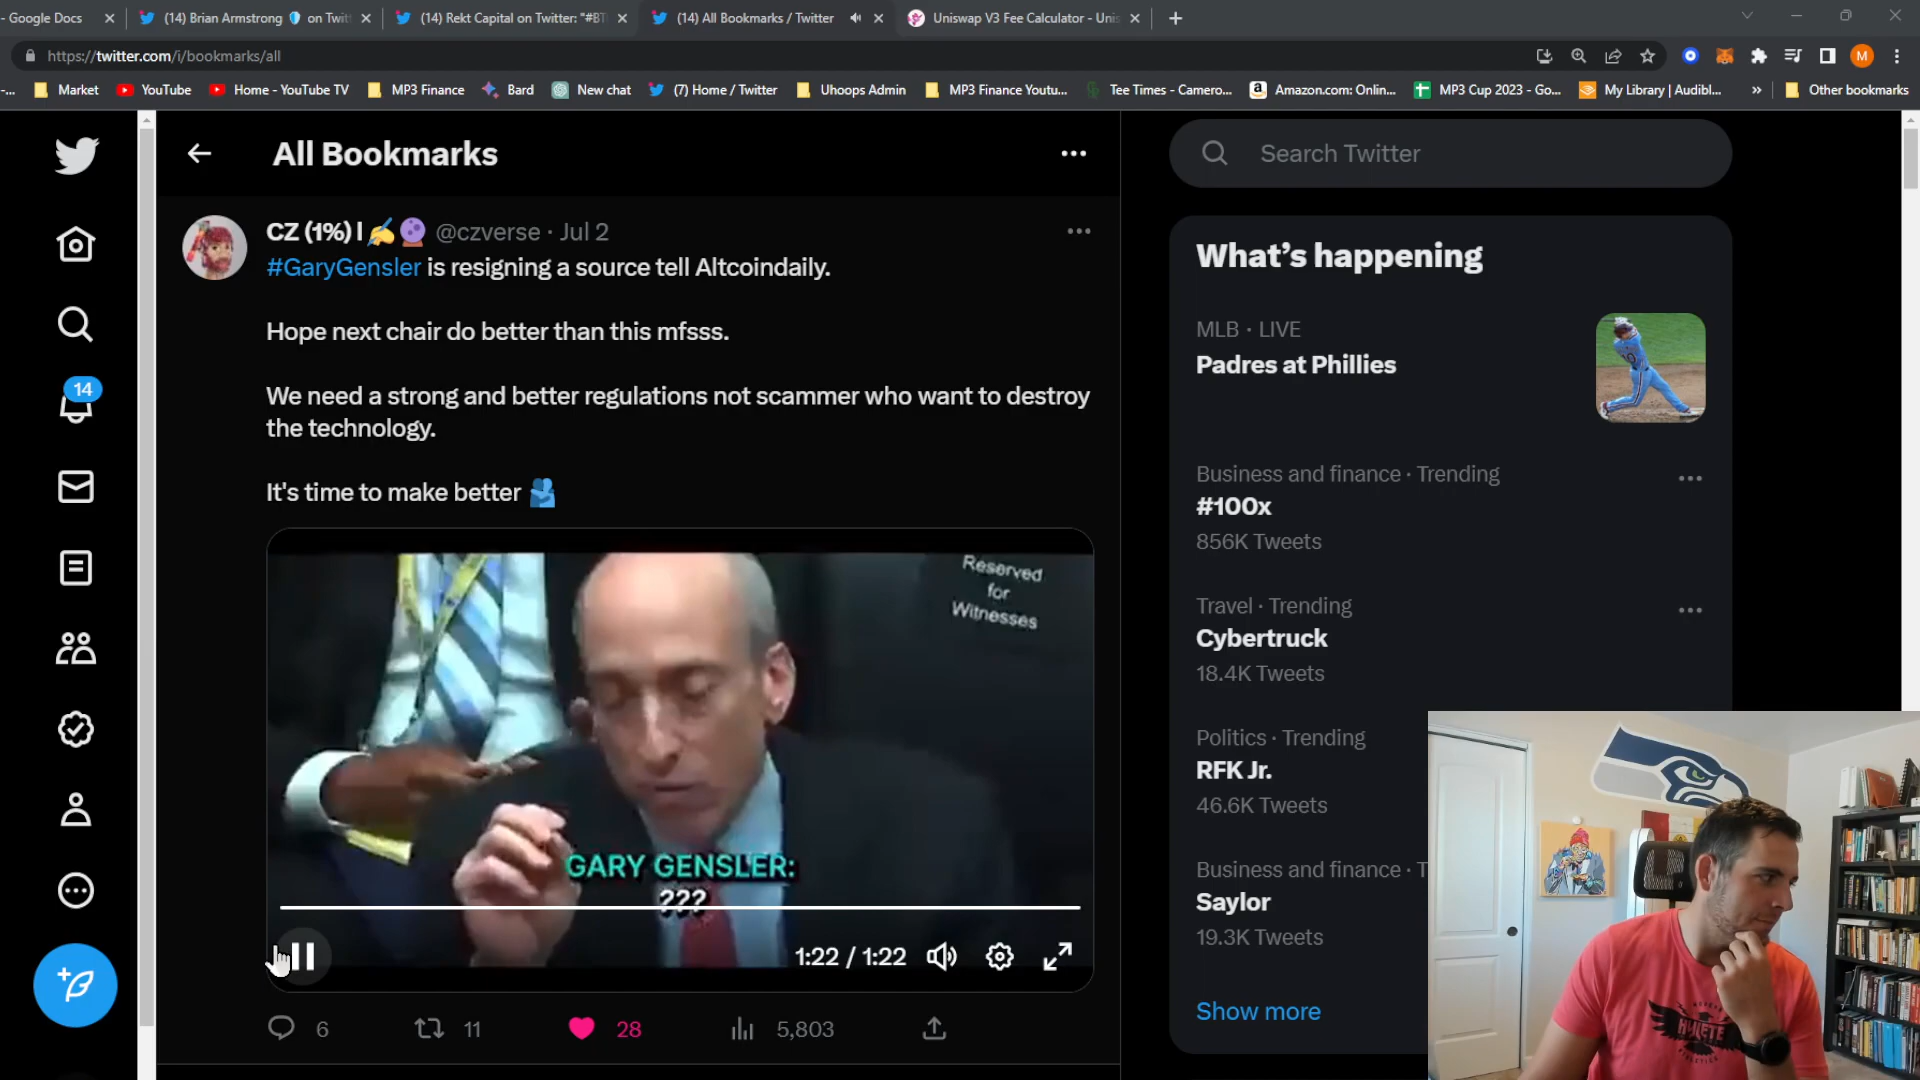 - Google Docs
(14) Brian Armstrong 🛡️ on Twit
(14) Rekt Capital on Twitter: "#BT
(14) All Bookmarks / Twitter
Uniswap V3 Fee Calculator - Unis
https://twitter.com/i/bookmarks/all
M
-...
Market
YouTube
Home - YouTube TV
MP3 Finance
Bard
New chat
(7) Home / Twitter
Uhoops Admin
MP3 Finance Youtu...
Tee Times - Camero...
Amazon.com: Onlin...
MP3 Cup 2023 - Go...
My Library | Audibl...
»
Other bookmarks
All Bookmarks
14
CZ (1%) | ✍️🔮 @czverse · Jul 2
#GaryGensler is resigning a source tell Altcoindaily.
Hope next chair do better than this mfsss.
We need a strong and better regulations not scammer who want to destroy
the technology.
It's time to make better 🫂
Reserved
for
Witnesses
GARY GENSLER:
???
1:22 / 1:22
6
11
28
5,803
Search Twitter
What's happening
MLB · LIVE
Padres at Phillies
Business and finance · Trending
#100x
856K Tweets
Travel · Trending
Cybertruck
18.4K Tweets
Politics · Trending
RFK Jr.
46.6K Tweets
Business and finance · T
Saylor
19.3K Tweets
Show more